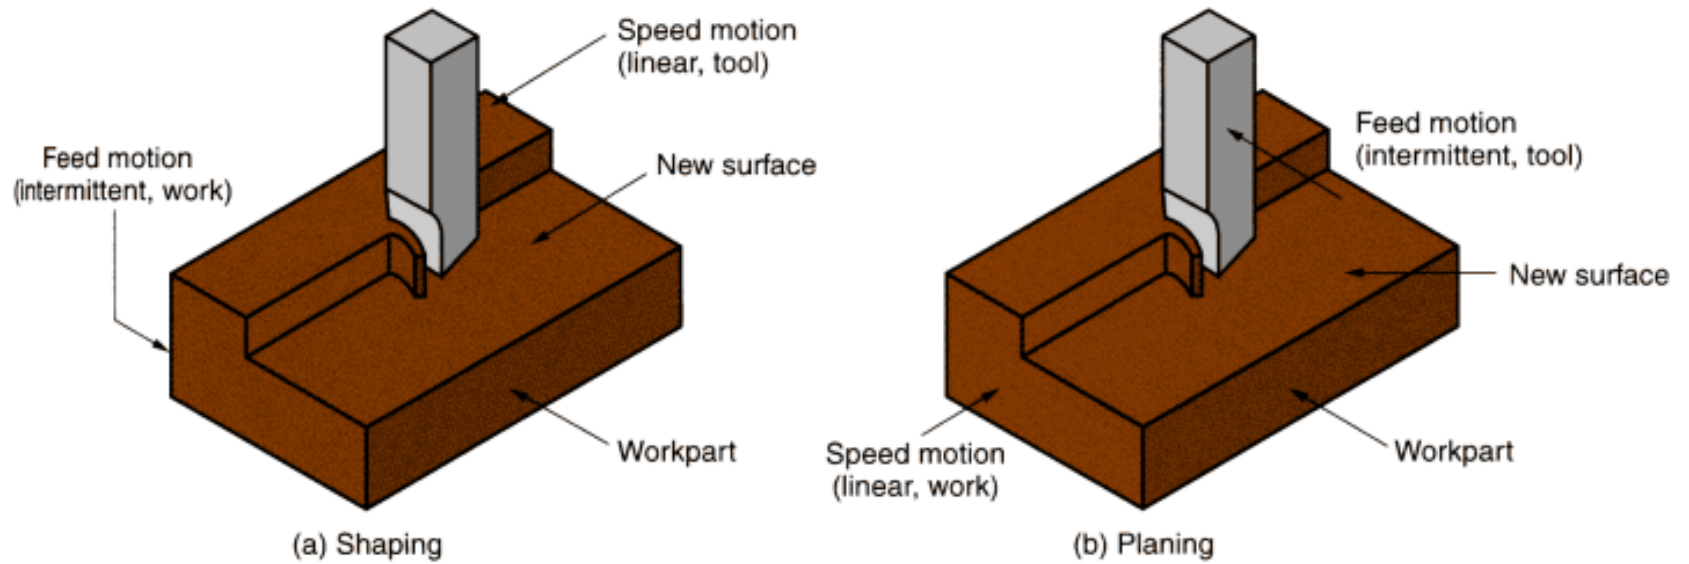 Speed motion
(linear, tool)
Feed motion
(intermittent, work)
New surface
Workpart
(a) Shaping
Feed motion
(intermittent, tool)
New surface
Speed motion
(linear, work)
Workpart
(b) Planing